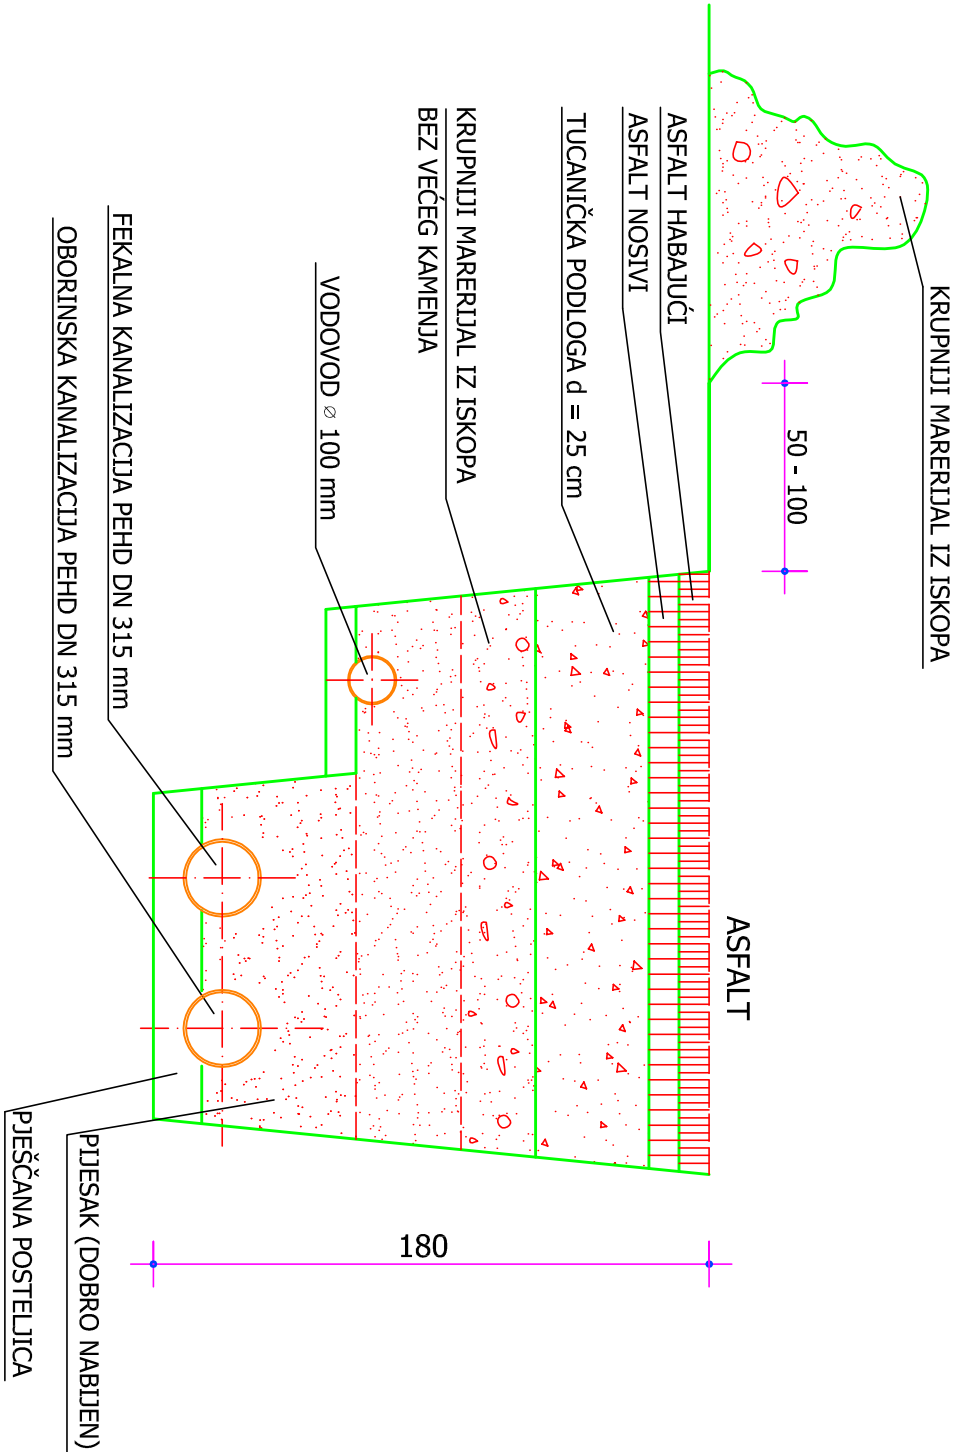 KRUPNIJI MARERIJAL IZ ISKOPA
50 - 100
ASFALT
ASFALT HABAJUĆI
ASFALT NOSIVI
TUCANIČKA PODLOGA d = 25 cm
KRUPNIJI MARERIJAL IZ ISKOPA
BEZ VEĆEG KAMENJA
VODOVOD ⌀ 100 mm
FEKALNA KANALIZACIJA PEHD DN 315 mm
OBORINSKA KANALIZACIJA PEHD DN 315 mm
180
PIJESAK (DOBRO NABIJEN)
PJEŠČANA POSTELJICA